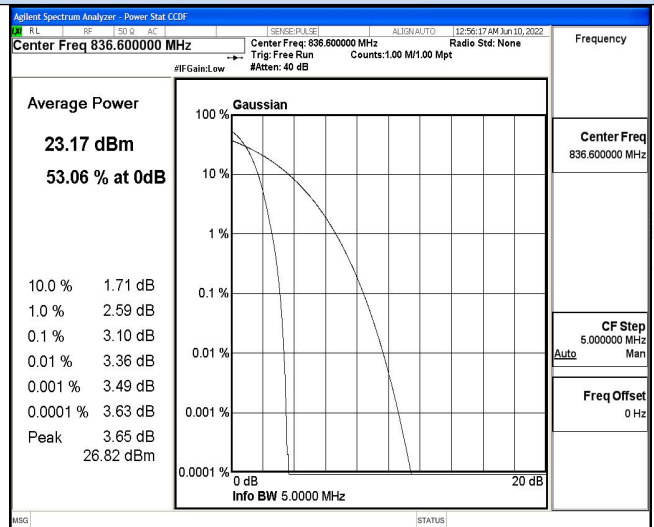 Agilent Spectrum Analyzer - Power Stat CCDF
RL RF 50 Ω AC SENSE:PULSE ALIGN AUTO 12:56:17 AM Jun 10, 2022
Center Freq 836.600000 MHz
Center Freq: 836.600000 MHz Radio Std: None
Trig: Free Run Counts:1.00 M/1.00 Mpt
#IFGain:Low #Atten: 40 dB
Frequency
Average Power
23.17 dBm
53.06 % at 0dB
10.0 % 1.71 dB
1.0 % 2.59 dB
0.1 % 3.10 dB
0.01 % 3.36 dB
0.001 % 3.49 dB
0.0001 % 3.63 dB
Peak 3.65 dB
26.82 dBm
Gaussian
100 %
10 %
1 %
0.1 %
0.01 %
0.001 %
0.0001 %
0 dB 20 dB
Info BW 5.0000 MHz
Center Freq
836.600000 MHz
CF Step
5.000000 MHz
Auto Man
Freq Offset
0 Hz
MSG STATUS